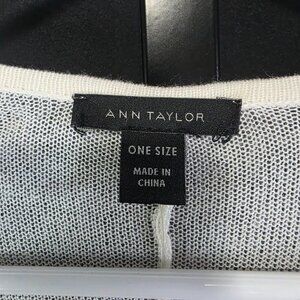 ANN TAYLOR
ONE SIZE
MADE IN
CHINA